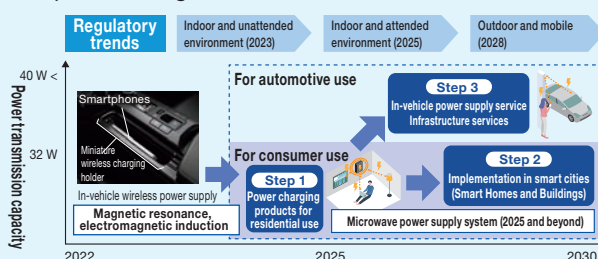 Regulatory
trends
Indoor and unattended
environment (2023)
Indoor and attended
environment (2025)
Outdoor and mobile
(2028)
Power transmission capacity
40 W <
32 W
Smartphones
Miniature
wireless charging
holder
In-vehicle wireless power supply
Magnetic resonance,
electromagnetic induction
For automotive use
Step 3
In-vehicle power supply service
Infrastructure services
For consumer use
Step 1
Power charging
products for
residential use
Step 2
Implementation in smart cities
(Smart Homes and Buildings)
Microwave power supply system (2025 and beyond)
2022
2025
2030